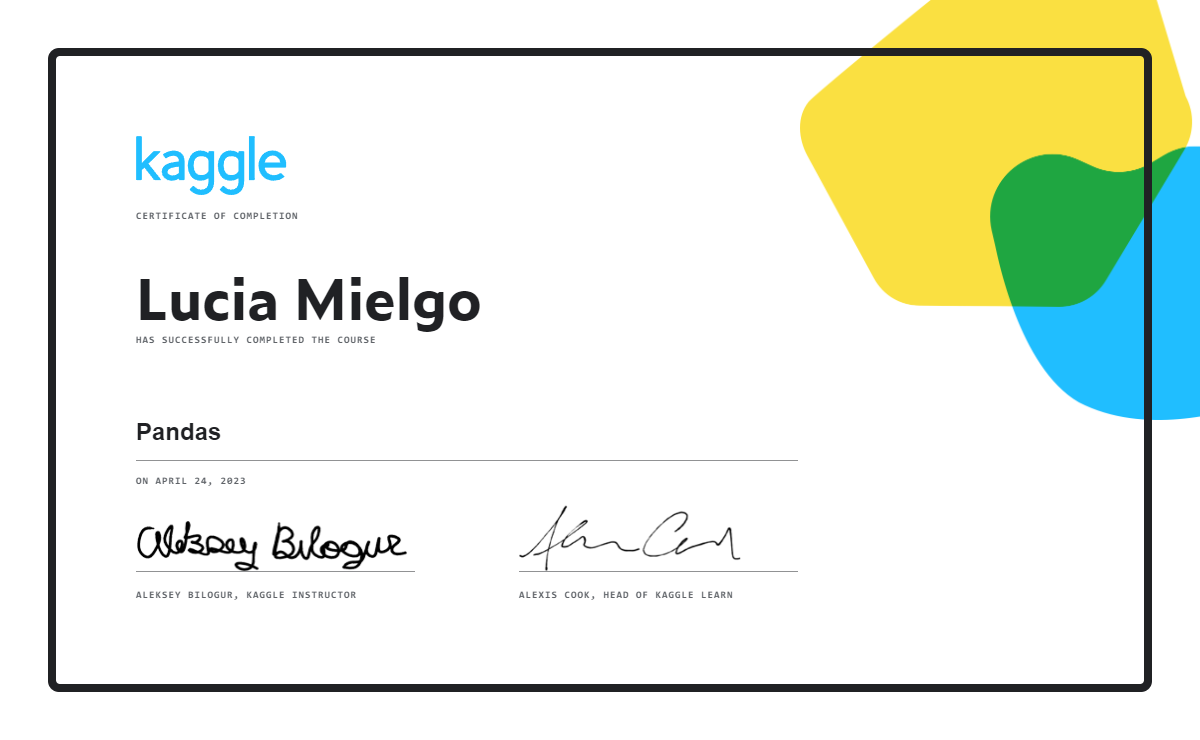 kaggle
CERTIFICATE OF COMPLETION
Lucia Mielgo
HAS SUCCESSFULLY COMPLETED THE COURSE
Pandas
ON APRIL 24, 2023
Aleksey Bilogur
ALEKSEY BILOGUR, KAGGLE INSTRUCTOR
ALEXIS COOK, HEAD OF KAGGLE LEARN